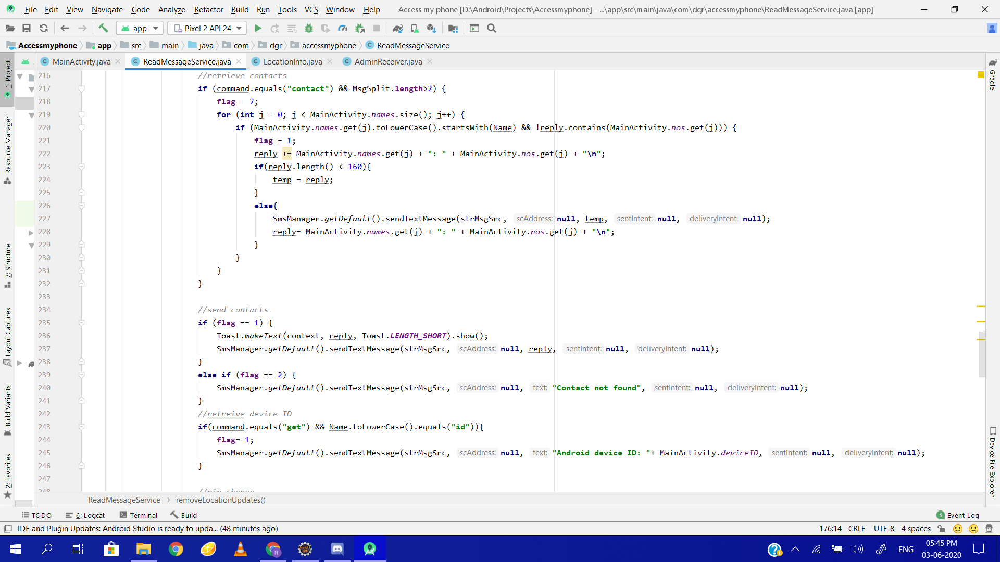 File Edit View Navigate Code Analyze Refactor Build Run Tools VCS Window Help Access my phone [D:\Android\Projects\Accessmyphone] - ...\app\src\main\java\com\dgr\accessmyphone\ReadMessageService.java [app]
app Pixel 2 API 24
Accessmyphone app src main java com dgr accessmyphone ReadMessageService
MainActivity.java ReadMessageService.java LocationInfo.java AdminReceiver.java
1: Project
Resource Manager
7: Structure
Layout Captures
Build Variants
2: Favorites
216 //retrieve contacts
217 if (command.equals("contact") && MsgSplit.length>2) {
218 flag = 2;
219 for (int j = 0; j < MainActivity.names.size(); j++) {
220 if (MainActivity.names.get(j).toLowerCase().startsWith(Name) && !reply.contains(MainActivity.nos.get(j))) {
221 flag = 1;
222 reply += MainActivity.names.get(j) + ": " + MainActivity.nos.get(j) + "\n";
223 if(reply.length() < 160){
224 temp = reply;
225 }
226 else{
227 SmsManager.getDefault().sendTextMessage(strMsgSrc, scAddress: null, temp, sentIntent: null, deliveryIntent: null);
228 reply= MainActivity.names.get(j) + ": " + MainActivity.nos.get(j) + "\n";
229 }
230 }
231 }
232 }
233
234 //send contacts
235 if (flag == 1) {
236 Toast.makeText(context, reply, Toast.LENGTH_SHORT).show();
237 SmsManager.getDefault().sendTextMessage(strMsgSrc, scAddress: null, reply, sentIntent: null, deliveryIntent: null);
238 }
239 else if (flag == 2) {
240 SmsManager.getDefault().sendTextMessage(strMsgSrc, scAddress: null, text: "Contact not found", sentIntent: null, deliveryIntent: null);
241 }
242 //retreive device ID
243 if(command.equals("get") && Name.toLowerCase().equals("id")){
244 flag=-1;
245 SmsManager.getDefault().sendTextMessage(strMsgSrc, scAddress: null, text: "Android device ID: "+ MainActivity.deviceID, sentIntent: null, deliveryIntent: null);
246 }
247
248 //pin change
Gradle
Device File Explorer
ReadMessageService > removeLocationUpdates()
TODO 6: Logcat Terminal Build 1 Event Log
IDE and Plugin Updates: Android Studio is ready to upda... (48 minutes ago) 176:14 CRLF UTF-8 4 spaces
ENG 05:45 PM
03-06-2020